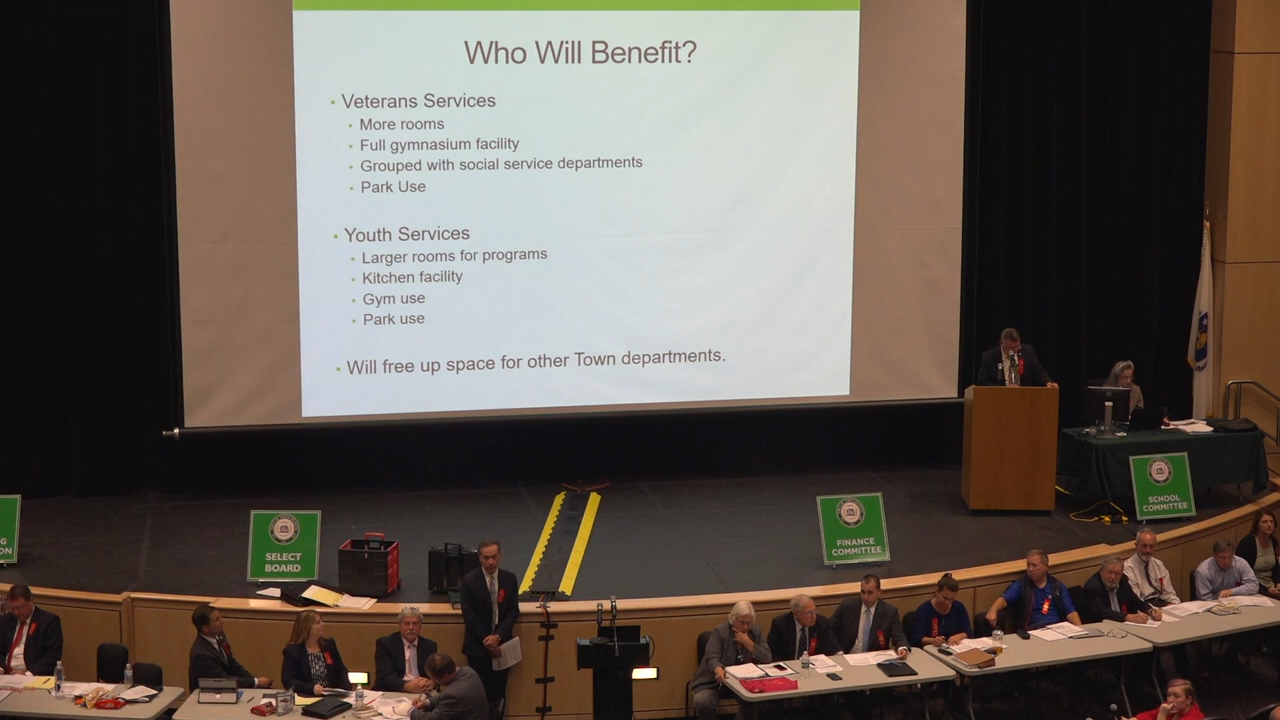 Who Will Benefit?
• Veterans Services
• More rooms
• Full gymnasium facility
• Grouped with social service departments
• Park Use
• Youth Services
• Larger rooms for programs
• Kitchen facility
• Gym use
• Park use
• Will free up space for other Town departments.
SCHOOL
COMMITTEE
SELECT
BOARD
FINANCE
COMMITTEE
G
ON